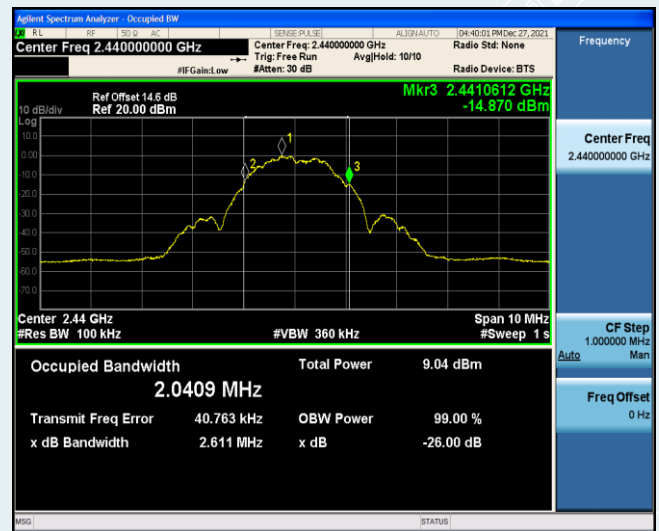 Agilent Spectrum Analyzer - Occupied BW
RL RF 50 Ω AC SENSE:PULSE ALIGNAUTO 04:40:01 PM Dec 27, 2021
Center Freq 2.440000000 GHz
Center Freq: 2.440000000 GHz
Radio Std: None
Trig: Free Run Avg|Hold: 10/10
#IFGain:Low #Atten: 30 dB Radio Device: BTS
Frequency
Mkr3 2.4410612 GHz
-14.870 dBm
Ref Offset 14.6 dB
10 dB/div Ref 20.00 dBm
Log
10.0
0.00
-10.0
-20.0
-30.0
-40.0
-50.0
-60.0
-70.0
1
2
3
Center 2.44 GHz Span 10 MHz
#Res BW 100 kHz #VBW 360 kHz #Sweep 1 s
Occupied Bandwidth Total Power 9.04 dBm
2.0409 MHz
Transmit Freq Error 40.763 kHz OBW Power 99.00 %
x dB Bandwidth 2.611 MHz x dB -26.00 dB
Center Freq
2.440000000 GHz
CF Step
1.000000 MHz
Auto Man
Freq Offset
0 Hz
MSG STATUS